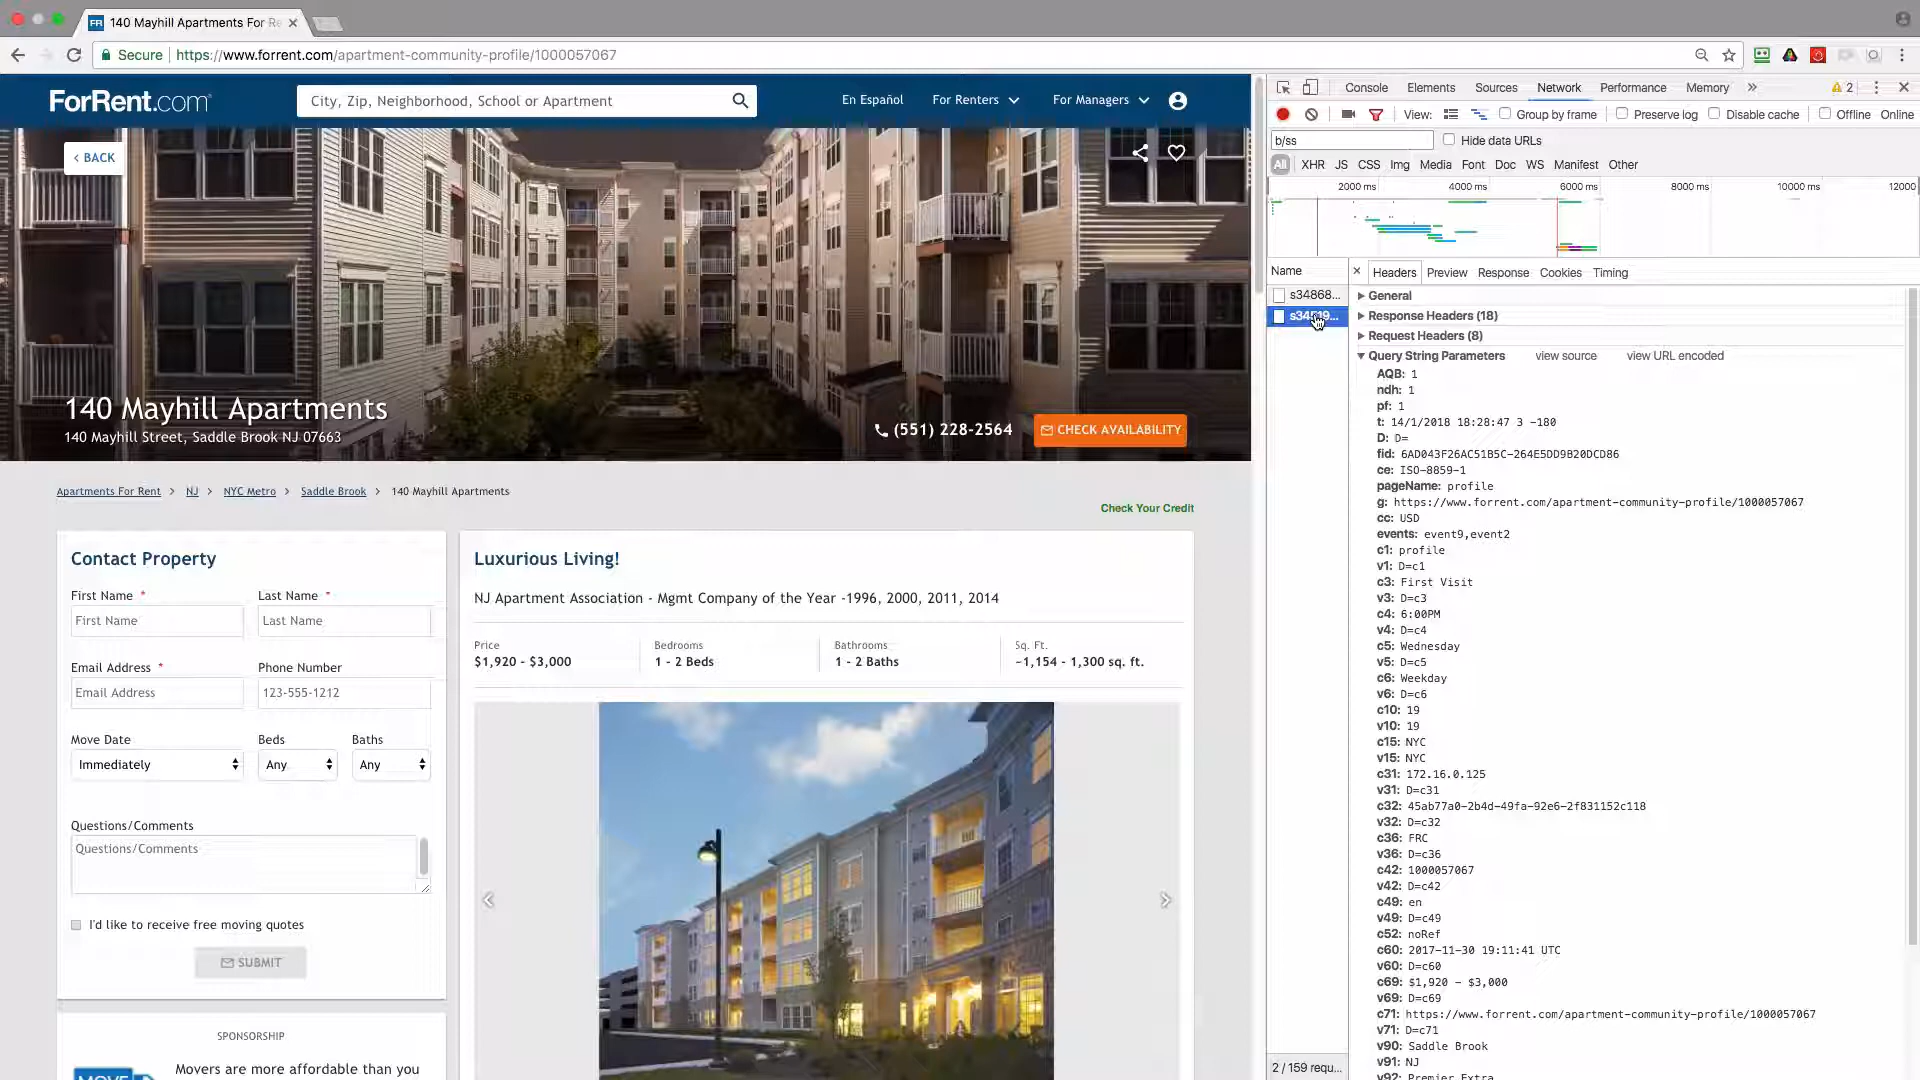 FR 140 Mayhill Apartments For Re
Secure https://www.forrent.com/apartment-community-profile/1000057067
ForRent.com
City, Zip, Neighborhood, School or Apartment
En Español For Renters For Managers
BACK
140 Mayhill Apartments
140 Mayhill Street, Saddle Brook NJ 07663
(551) 228-2564 CHECK AVAILABILITY
Apartments For Rent > NJ > NYC Metro > Saddle Brook > 140 Mayhill Apartments
Check Your Credit
Contact Property
First Name * Last Name *
First Name Last Name
Email Address * Phone Number
Email Address 123-555-1212
Move Date Beds Baths
Immediately Any Any
Questions/Comments
Questions/Comments
I'd like to receive free moving quotes
SUBMIT
SPONSORSHIP
MOVE
Movers are more affordable than you
Luxurious Living!
NJ Apartment Association - Mgmt Company of the Year -1996, 2000, 2011, 2014
Price Bedrooms Bathrooms Sq. Ft.
$1,920 - $3,000 1 - 2 Beds 1 - 2 Baths ~1,154 - 1,300 sq. ft.
Console Elements Sources Network Performance Memory » 2
View: Group by frame Preserve log Disable cache Offline Online
b/ss Hide data URLs
All XHR JS CSS Img Media Font Doc WS Manifest Other
2000 ms 4000 ms 6000 ms 8000 ms 10000 ms 12000
Name × Headers Preview Response Cookies Timing
s34868...
General
Response Headers (18)
Request Headers (8)
Query String Parameters view source view URL encoded
AQB: 1
ndh: 1
pf: 1
t: 14/1/2018 18:28:47 3 -180
D: D=
fid: 6AD043F26AC51B5C-264E5DD9B20DCD86
ce: ISO-8859-1
pageName: profile
g: https://www.forrent.com/apartment-community-profile/1000057067
cc: USD
events: event9,event2
c1: profile
v1: D=c1
c3: First Visit
v3: D=c3
c4: 6:00PM
v4: D=c4
c5: Wednesday
v5: D=c5
c6: Weekday
v6: D=c6
c10: 19
v10: 19
c15: NYC
v15: NYC
c31: 172.16.0.125
v31: D=c31
c32: 45ab77a0-2b4d-49fa-92e6-2f831152c118
v32: D=c32
c36: FRC
v36: D=c36
c42: 1000057067
v42: D=c42
c49: en
v49: D=c49
c52: noRef
c60: 2017-11-30 19:11:41 UTC
v60: D=c60
c69: $1,920 - $3,000
v69: D=c69
c71: https://www.forrent.com/apartment-community-profile/1000057067
v71: D=c71
v90: Saddle Brook
v91: NJ
v92: Premier Extra
2 / 159 requ...